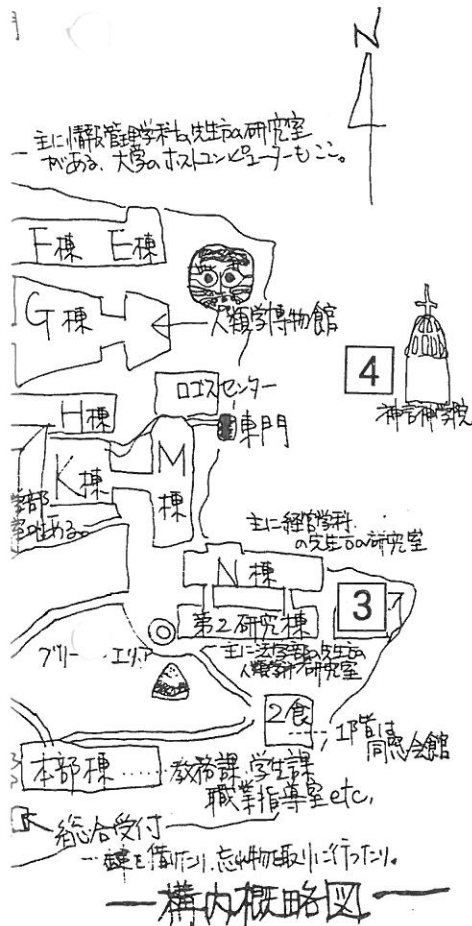 N
主に情報管理学科の先生方の研究室
がある、大学のホストコンピューターもここ。
F棟 E棟
G棟
人類学博物館
4
神言神学院
ロゴスセンター
東門
H棟
K棟
M棟
学部
主に経営学科
の先生方の研究室
N棟
3
第2研究棟
主に法学部の先生方の
人類学科の研究室
フリーエリア
2食
同窓会館
本部棟……教務課、学生課
職業指導室etc.
総合受付
鍵を借りたり、忘れ物を取りに行ったり。
構内概略図